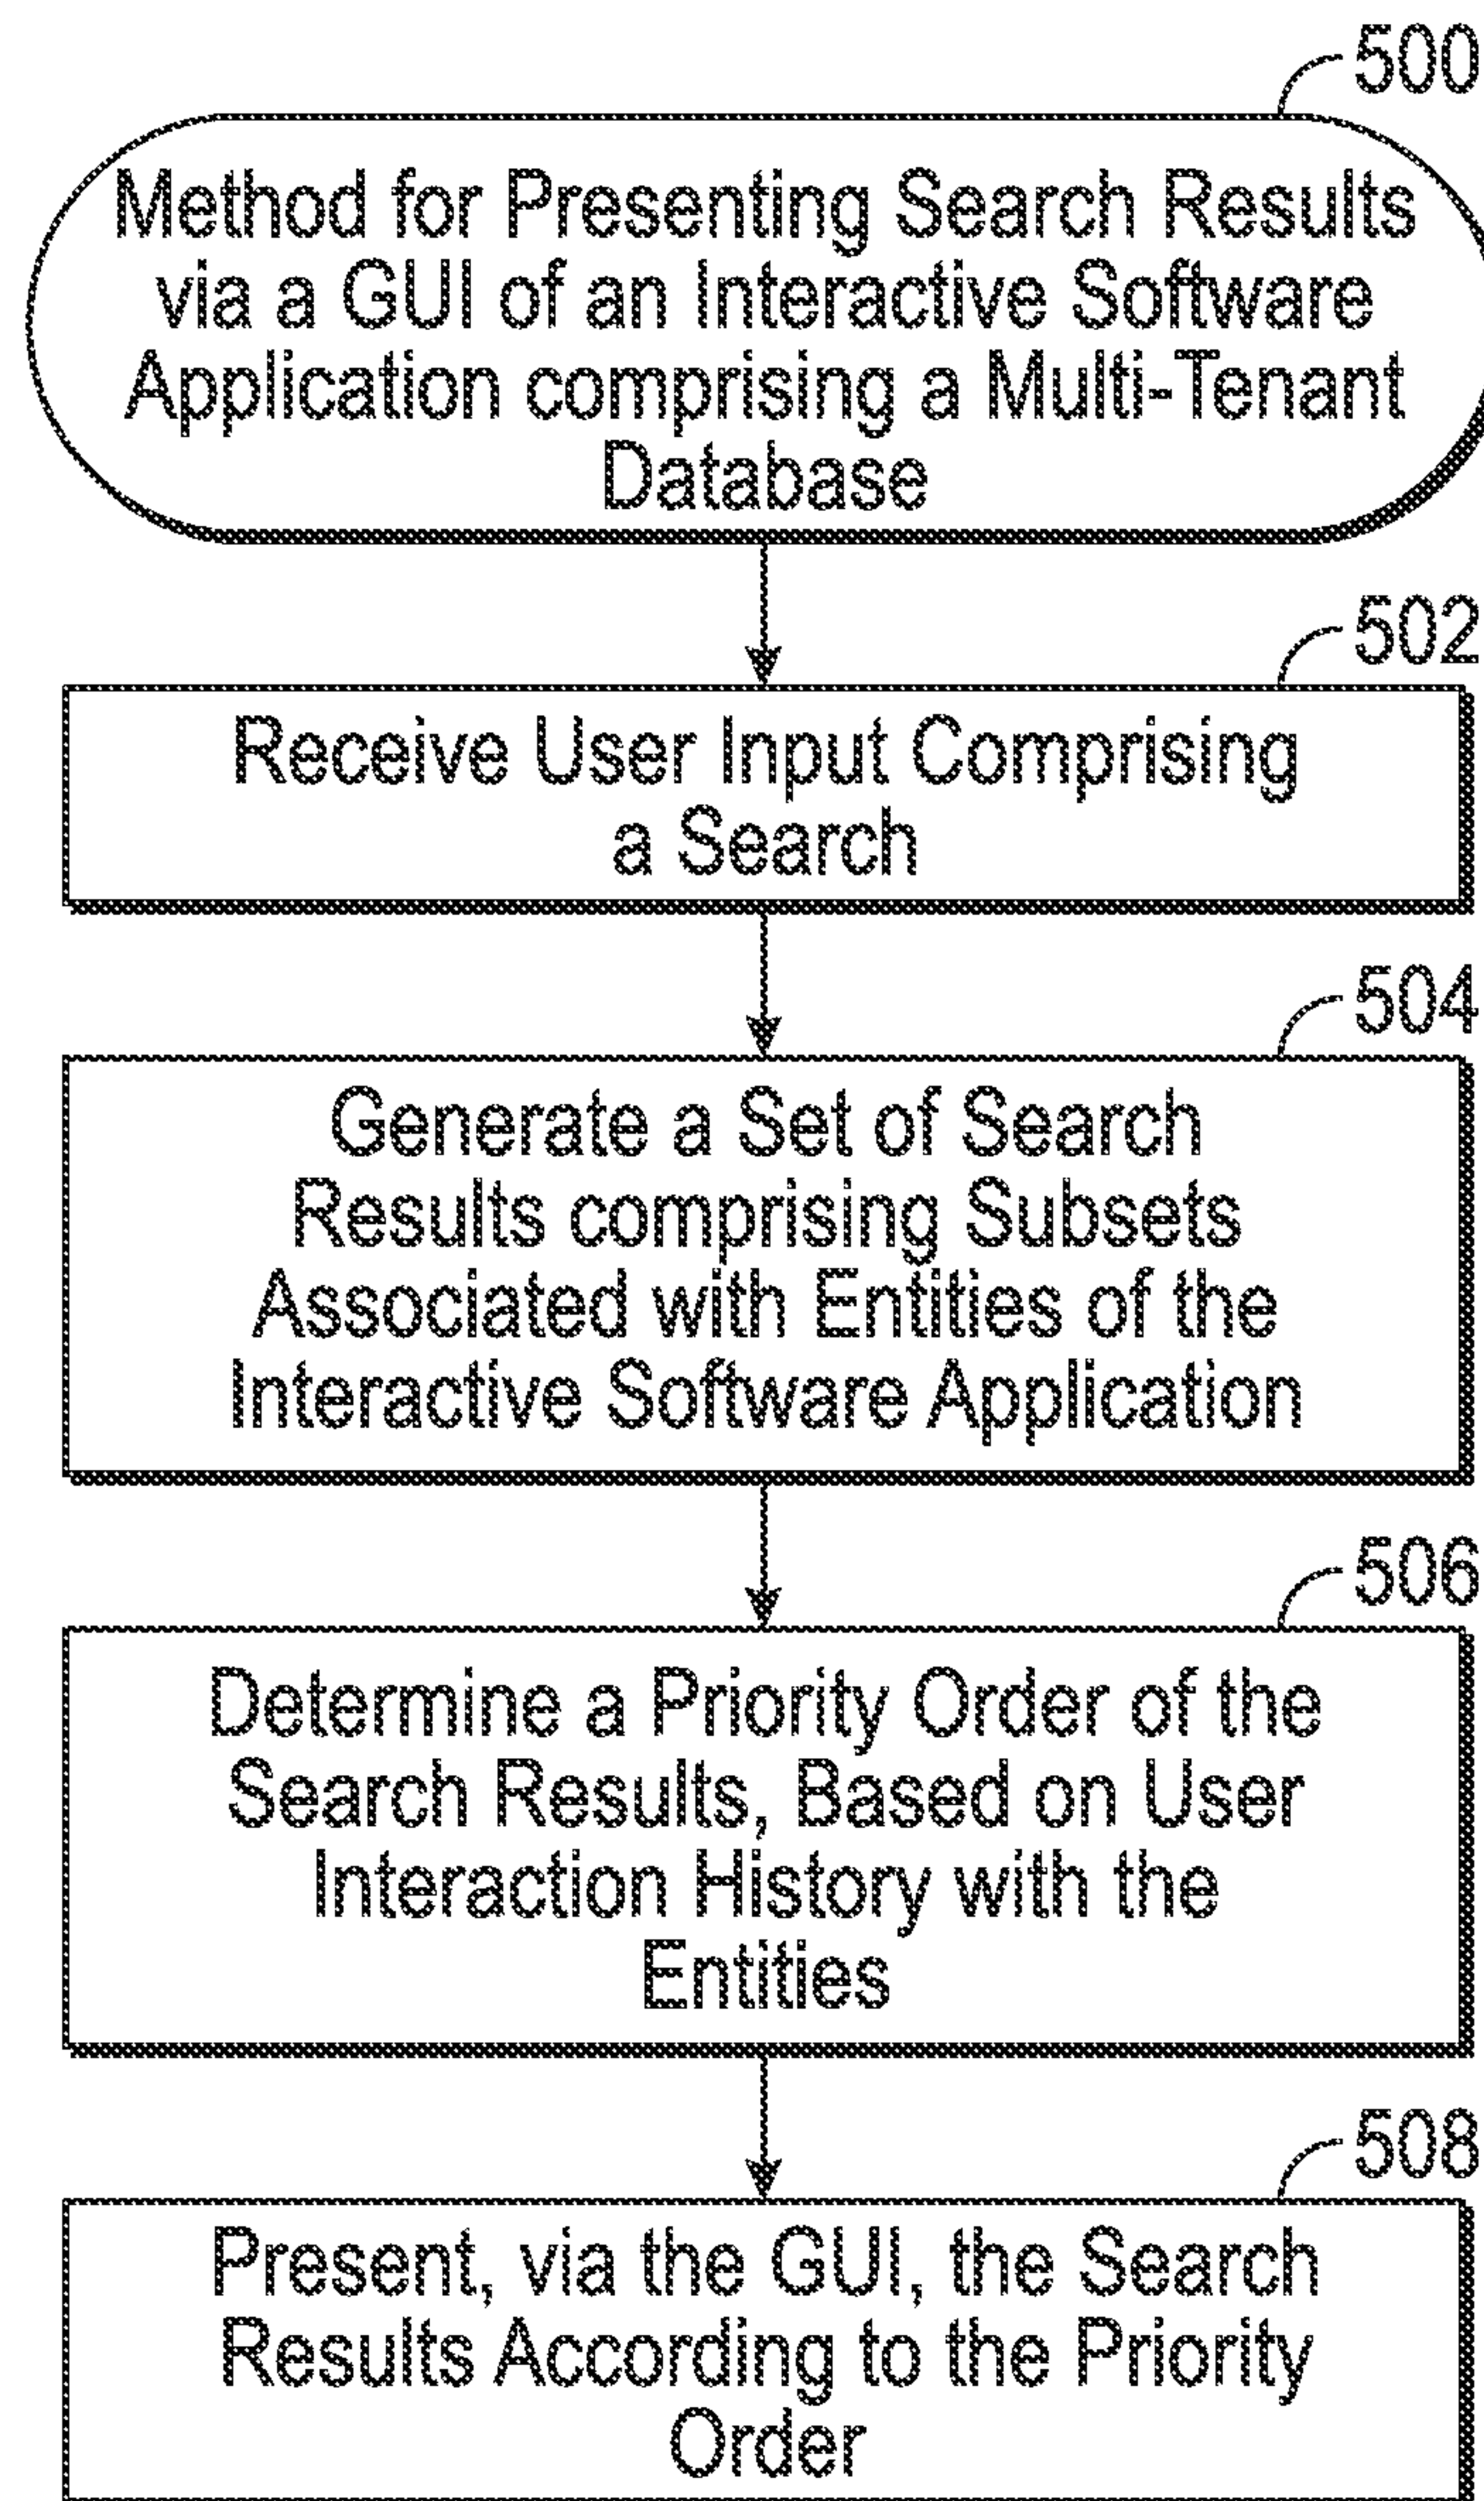 500
Method for Presenting Search Results
via a GUI of an Interactive Software
Application comprising a Multi-Tenant
Database
502
Receive User Input Comprising
a Search
504
Generate a Set of Search
Results comprising Subsets
Associated with Entities of the
Interactive Software Application
506
Determine a Priority Order of the
Search Results, Based on User
Interaction History with the
Entities
508
Present, via the GUI, the Search
Results According to the Priority
Order